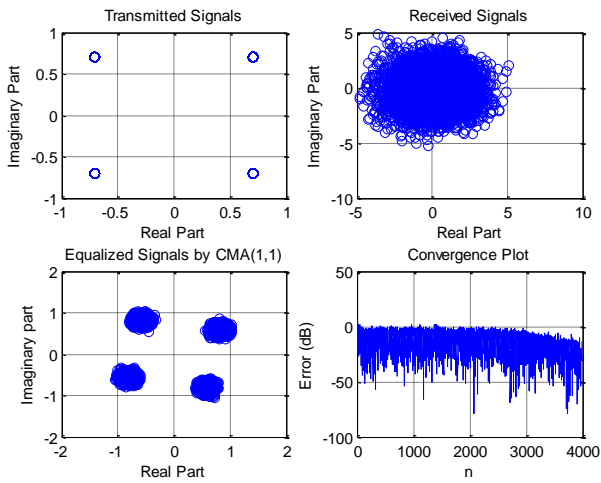 Transmitted Signals
1
0.5
0
-0.5
-1
-1 -0.5 0 0.5 1
Imaginary Part
Real Part
Received Signals
5
0
-5
-10
-5 0 5 10
Imaginary Part
Real Part
Equalized Signals by CMA(1,1)
2
1
0
-1
-2
-2 -1 0 1 2
Imaginary part
Real Part
Convergence Plot
50
0
-50
-100
0 1000 2000 3000 4000
Error (dB)
n